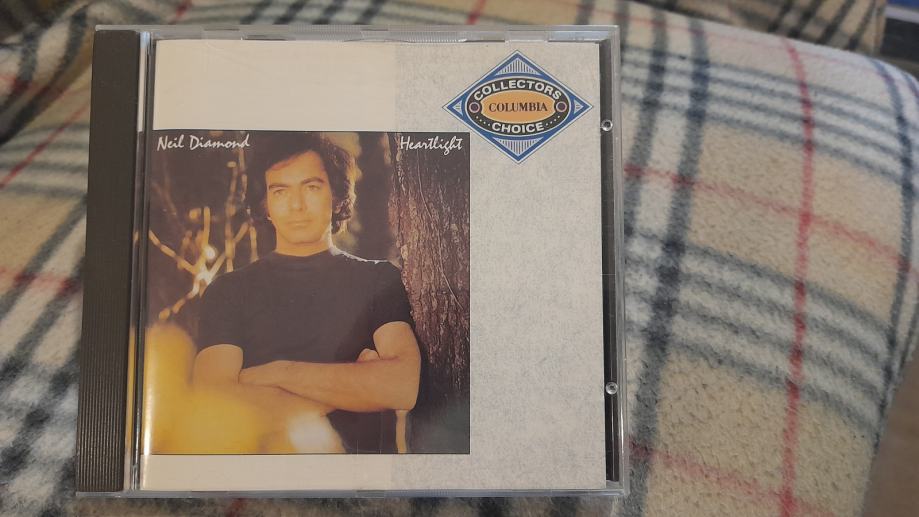 COLLECTORS
COLUMBIA
CHOICE
Neil Diamond
Heartlight